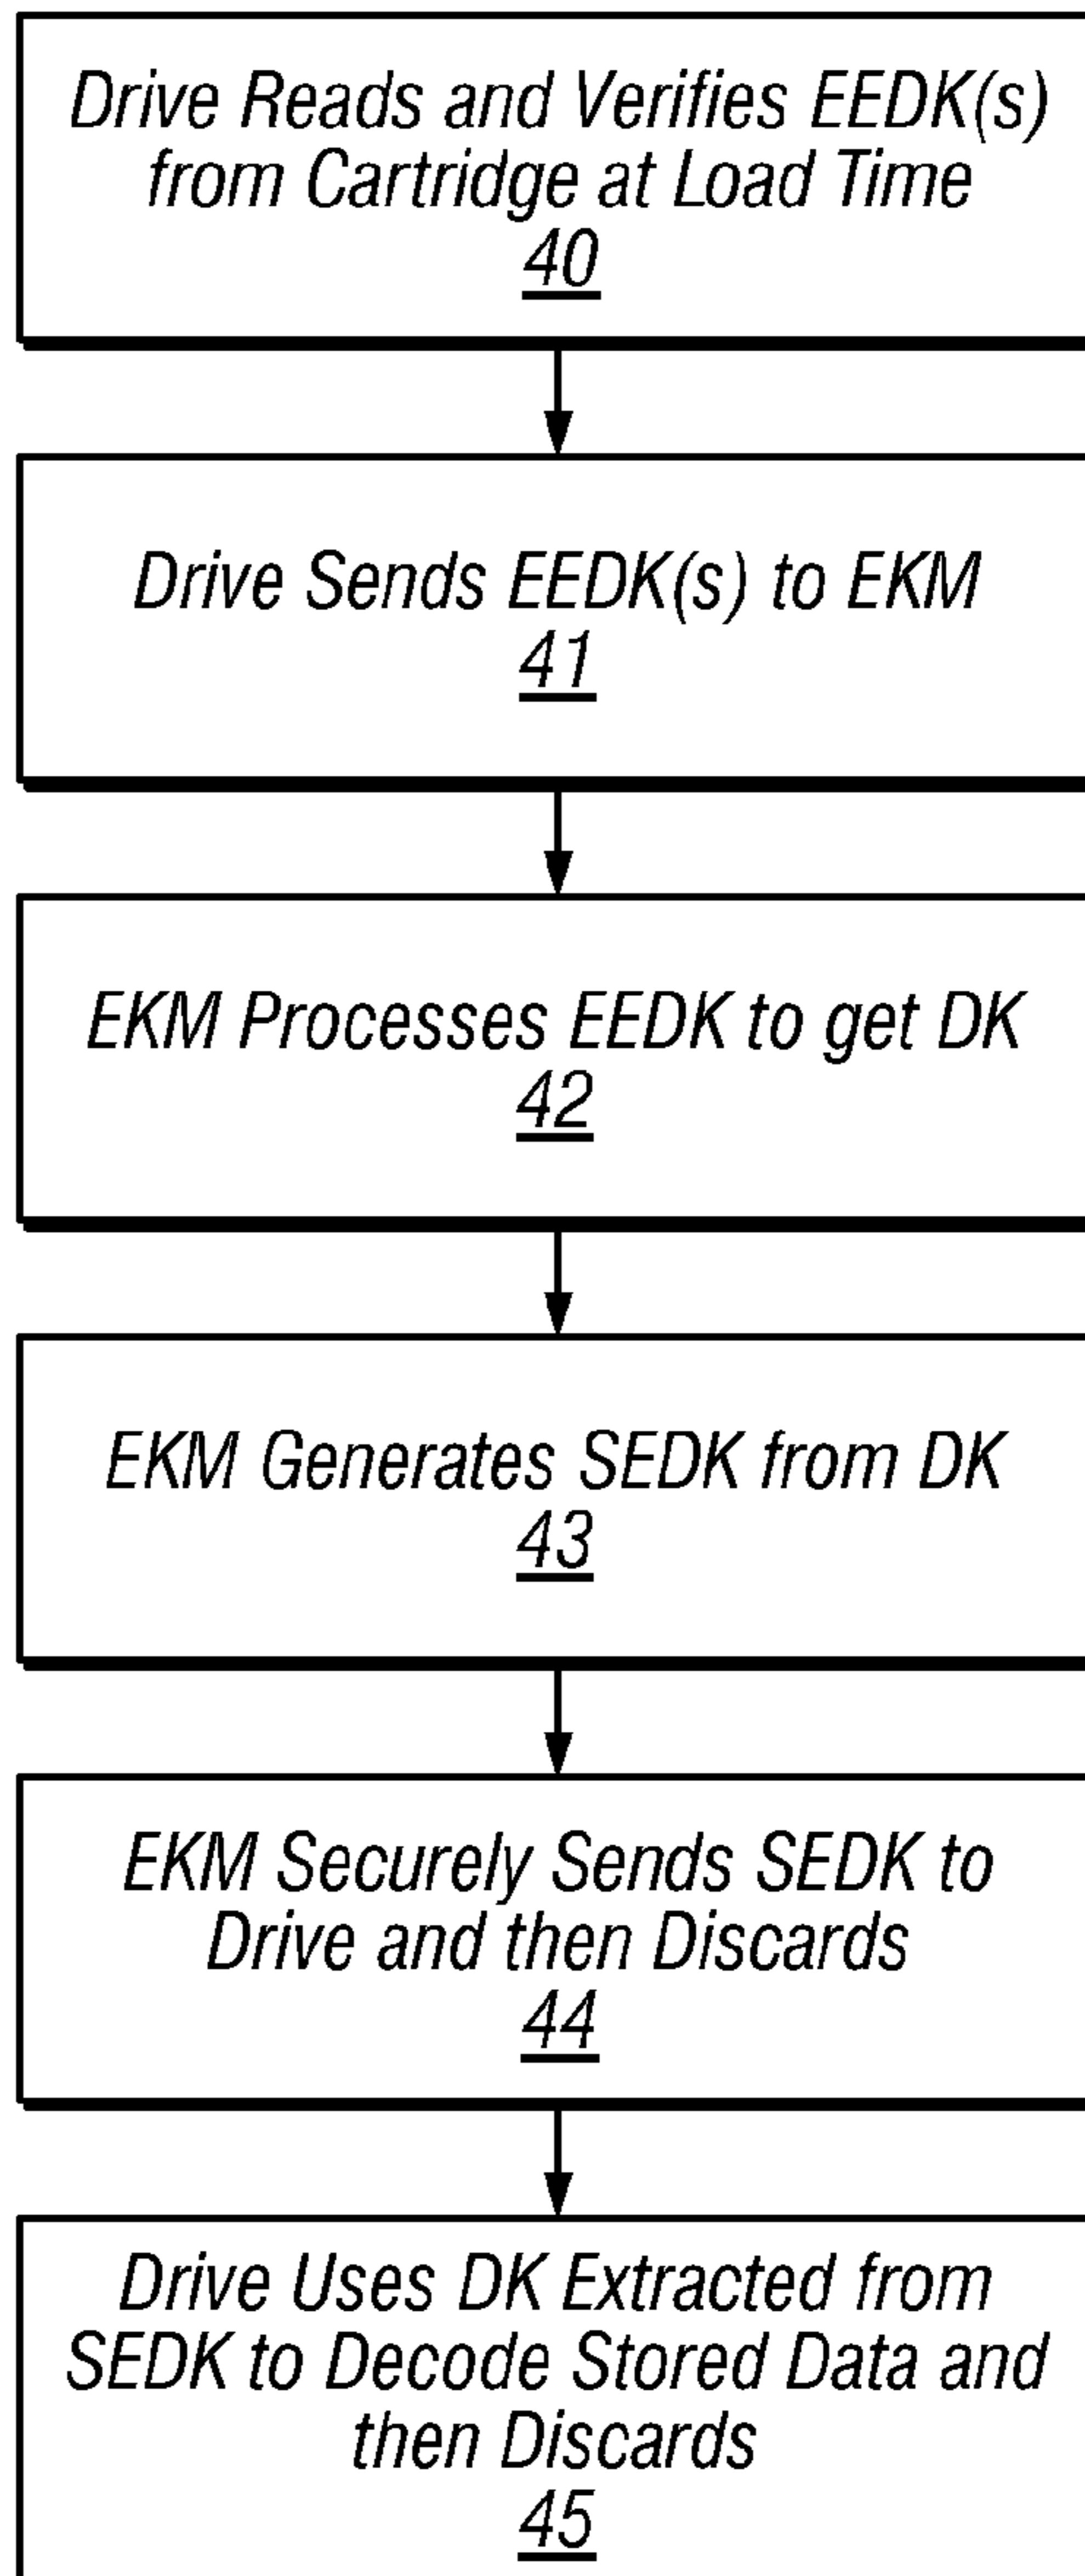 Drive Reads and Verifies EEDK(s)
from Cartridge at Load Time
40
Drive Sends EEDK(s) to EKM
41
EKM Processes EEDK to get DK
42
EKM Generates SEDK from DK
43
EKM Securely Sends SEDK to
Drive and then Discards
44
Drive Uses DK Extracted from
SEDK to Decode Stored Data and
then Discards
45